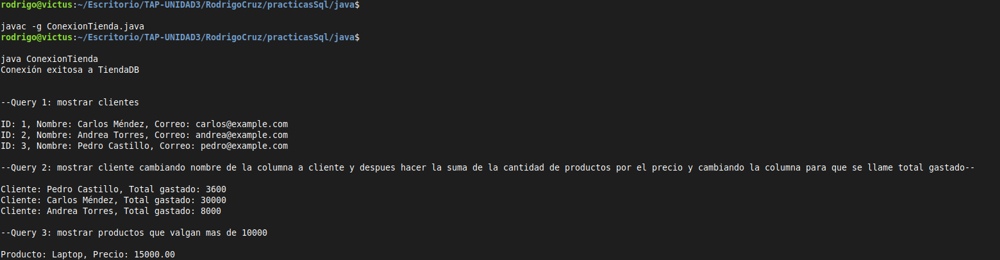 rodrigo@victus:~/Escritorio/TAP-UNIDAD3/RodrigoCruz/practicasSql/java$
javac -g ConexionTienda.java
rodrigo@victus:~/Escritorio/TAP-UNIDAD3/RodrigoCruz/practicasSql/java$
java ConexionTienda
Conexión exitosa a TiendaDB
--Query 1: mostrar clientes
ID: 1, Nombre: Carlos Méndez, Correo: carlos@example.com
ID: 2, Nombre: Andrea Torres, Correo: andrea@example.com
ID: 3, Nombre: Pedro Castillo, Correo: pedro@example.com
--Query 2: mostrar cliente cambiando nombre de la columna a cliente y despues hacer la suma de la cantidad de productos por el precio y cambiando la columna para que se llame total gastado--
Cliente: Pedro Castillo, Total gastado: 3600
Cliente: Carlos Méndez, Total gastado: 30000
Cliente: Andrea Torres, Total gastado: 8000
--Query 3: mostrar productos que valgan mas de 10000
Producto: Laptop, Precio: 15000.00